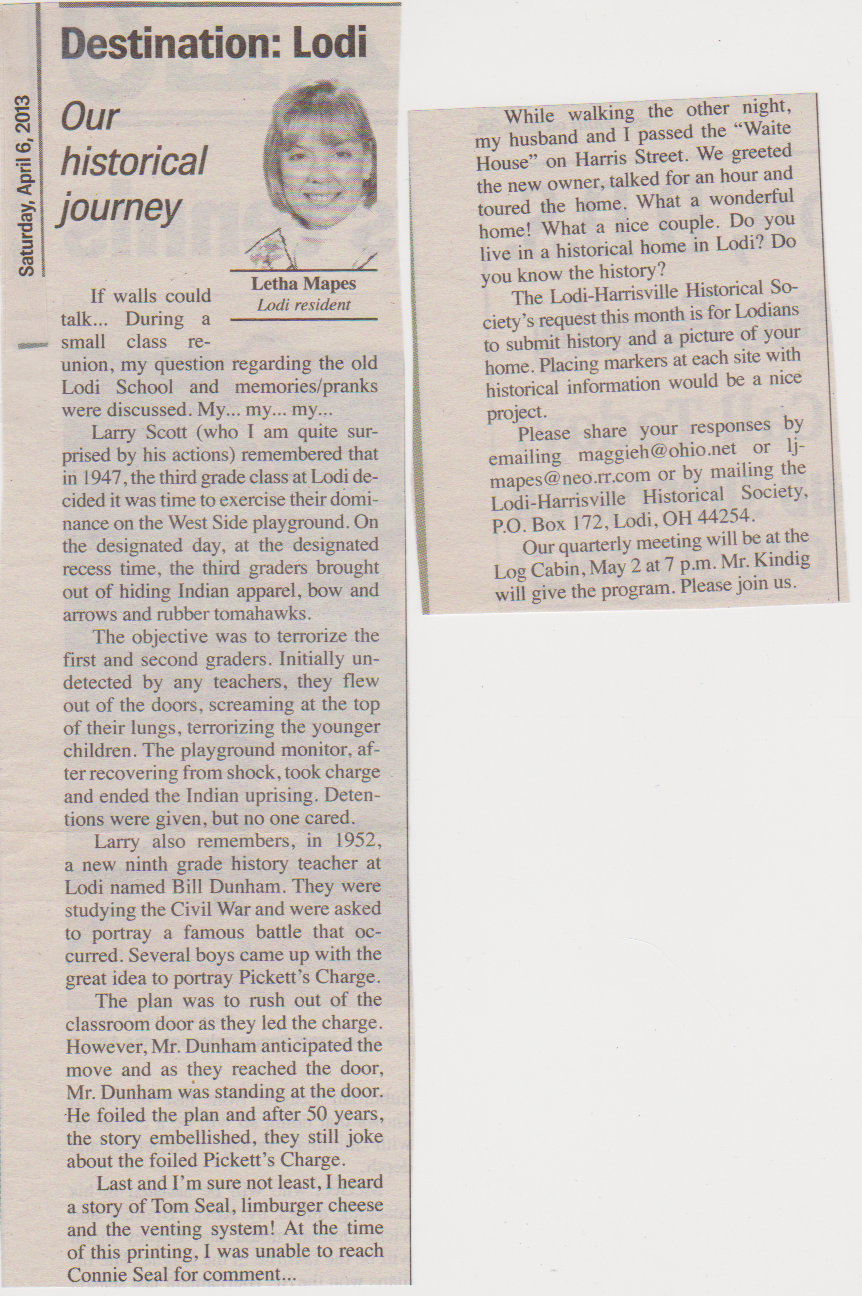 Saturday, April 6, 2013
Destination: Lodi
Our
historical
journey
Letha Mapes
Lodi resident
If walls could
talk... During a
small class re-
union, my question regarding the old
Lodi School and memories/pranks
were discussed. My... my... my...
Larry Scott (who I am quite sur-
prised by his actions) remembered that
in 1947, the third grade class at Lodi de-
cided it was time to exercise their domi-
nance on the West Side playground. On
the designated day, at the designated
recess time, the third graders brought
out of hiding Indian apparel, bow and
arrows and rubber tomahawks.
The objective was to terrorize the
first and second graders. Initially un-
detected by any teachers, they flew
out of the doors, screaming at the top
of their lungs, terrorizing the younger
children. The playground monitor, af-
ter recovering from shock, took charge
and ended the Indian uprising. Deten-
tions were given, but no one cared.
Larry also remembers, in 1952,
a new ninth grade history teacher at
Lodi named Bill Dunham. They were
studying the Civil War and were asked
to portray a famous battle that oc-
curred. Several boys came up with the
great idea to portray Pickett's Charge.
The plan was to rush out of the
classroom door as they led the charge.
However, Mr. Dunham anticipated the
move and as they reached the door,
Mr. Dunham was standing at the door.
He foiled the plan and after 50 years,
the story embellished, they still joke
about the foiled Pickett's Charge.
Last and I'm sure not least, I heard
a story of Tom Seal, limburger cheese
and the venting system! At the time
of this printing, I was unable to reach
Connie Seal for comment...
While walking the other night,
my husband and I passed the "Waite
House" on Harris Street. We greeted
the new owner, talked for an hour and
toured the home. What a wonderful
home! What a nice couple. Do you
live in a historical home in Lodi? Do
you know the history?
The Lodi-Harrisville Historical So-
ciety's request this month is for Lodians
to submit history and a picture of your
home. Placing markers at each site with
historical information would be a nice
project.
Please share your responses by
emailing maggieh@ohio.net or lj-
mapes@neo.rr.com or by mailing the
Lodi-Harrisville Historical Society,
P.O. Box 172, Lodi, OH 44254.
Our quarterly meeting will be at the
Log Cabin, May 2 at 7 p.m. Mr. Kindig
will give the program. Please join us.